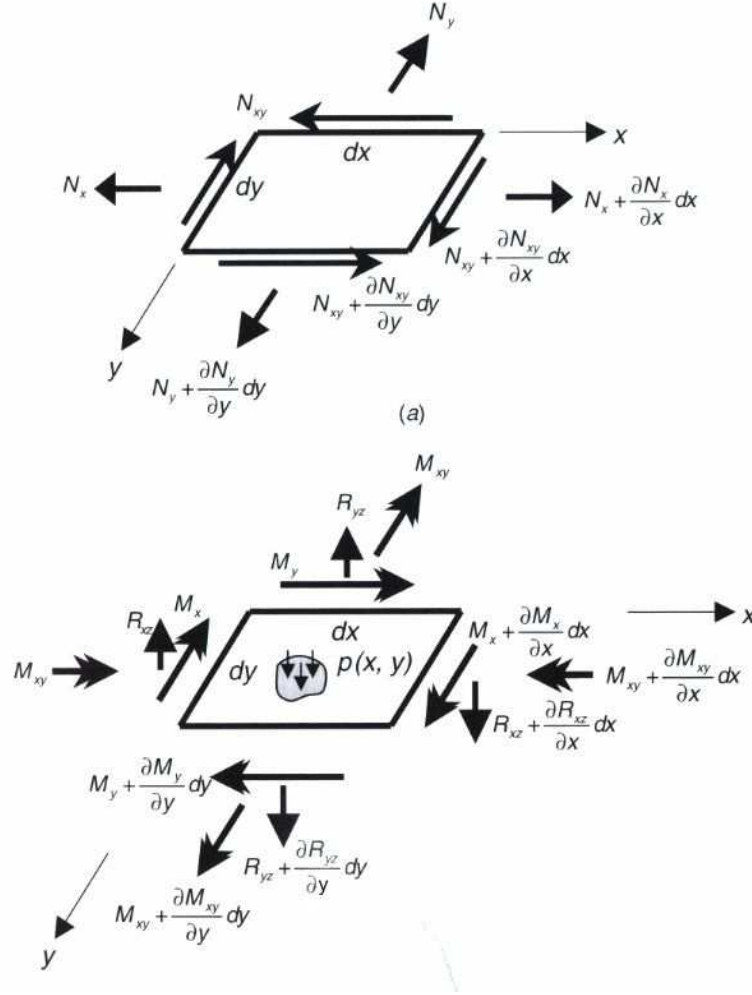 N_y
N_xy
dx
x
N_x
dy
N_x + ∂N_x/∂x dx
N_xy + ∂N_xy/∂x dx
N_xy + ∂N_xy/∂y dy
y
N_y + ∂N_y/∂y dy
(a)
M_xy
R_yz
M_y
R_xz
M_x
dx
M_x + ∂M_x/∂x dx
x
M_xy
dy
p(x, y)
M_xy + ∂M_xy/∂x dx
R_xz + ∂R_xz/∂x dx
M_y + ∂M_y/∂y dy
R_yz + ∂R_yz/∂y dy
M_xy + ∂M_xy/∂y dy
y